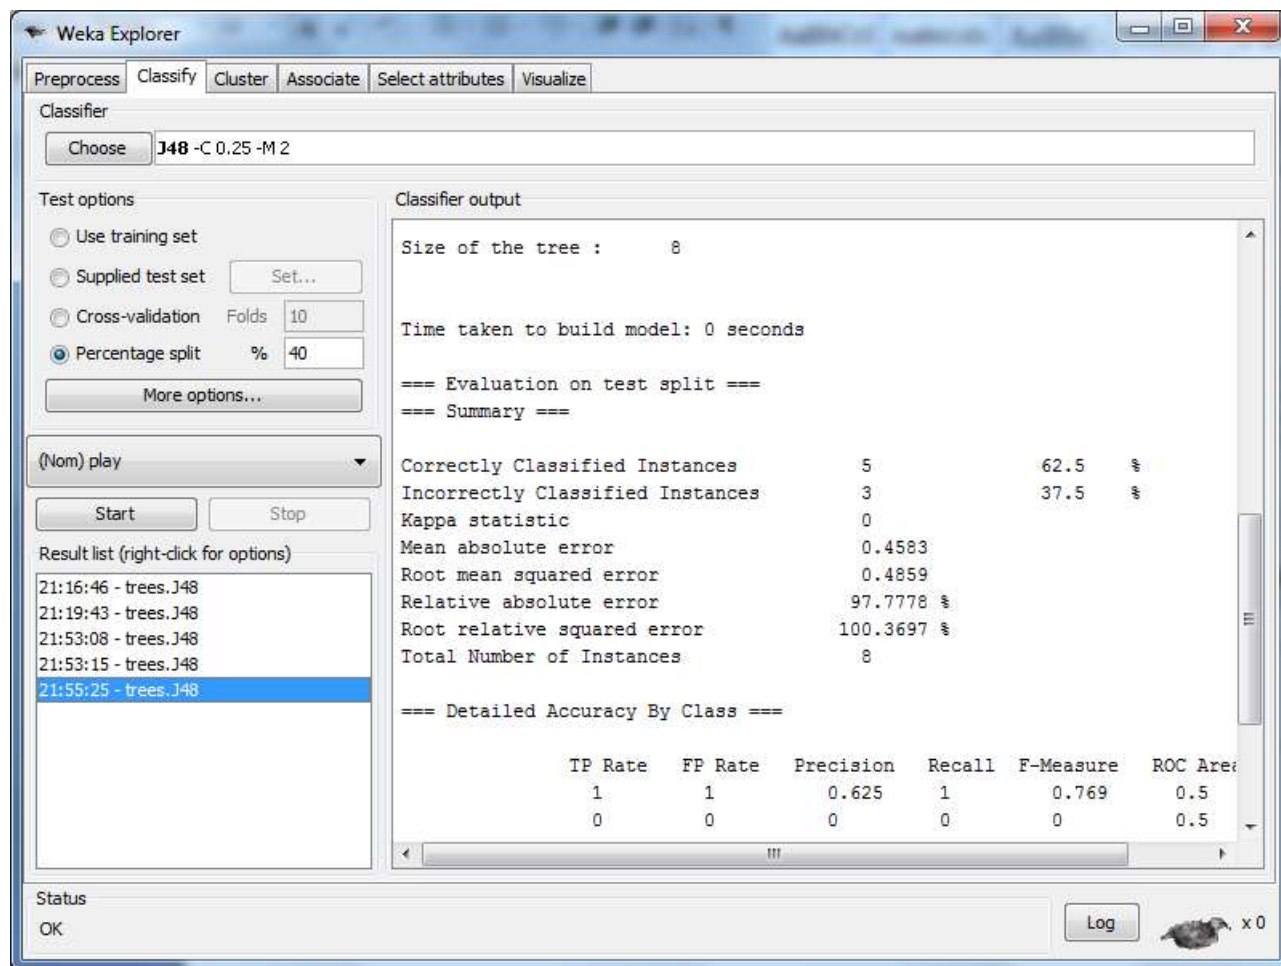 Weka Explorer
Preprocess Classify Cluster Associate Select attributes Visualize
Classifier
Choose J48 -C 0.25 -M 2
Test options
Use training set
Supplied test set Set...
Cross-validation Folds 10
Percentage split % 40
More options...
(Nom) play
Start Stop
Result list (right-click for options)
21:16:46 - trees.J48
21:19:43 - trees.J48
21:53:08 - trees.J48
21:53:15 - trees.J48
21:55:25 - trees.J48
Classifier output
Size of the tree : 8
Time taken to build model: 0 seconds
=== Evaluation on test split ===
=== Summary ===
Correctly Classified Instances 5 62.5 %
Incorrectly Classified Instances 3 37.5 %
Kappa statistic 0
Mean absolute error 0.4583
Root mean squared error 0.4859
Relative absolute error 97.7778 %
Root relative squared error 100.3697 %
Total Number of Instances 8
=== Detailed Accuracy By Class ===
TP Rate FP Rate Precision Recall F-Measure ROC Area
1 1 0.625 1 0.769 0.5
0 0 0 0 0 0.5
Status
OK
Log x 0